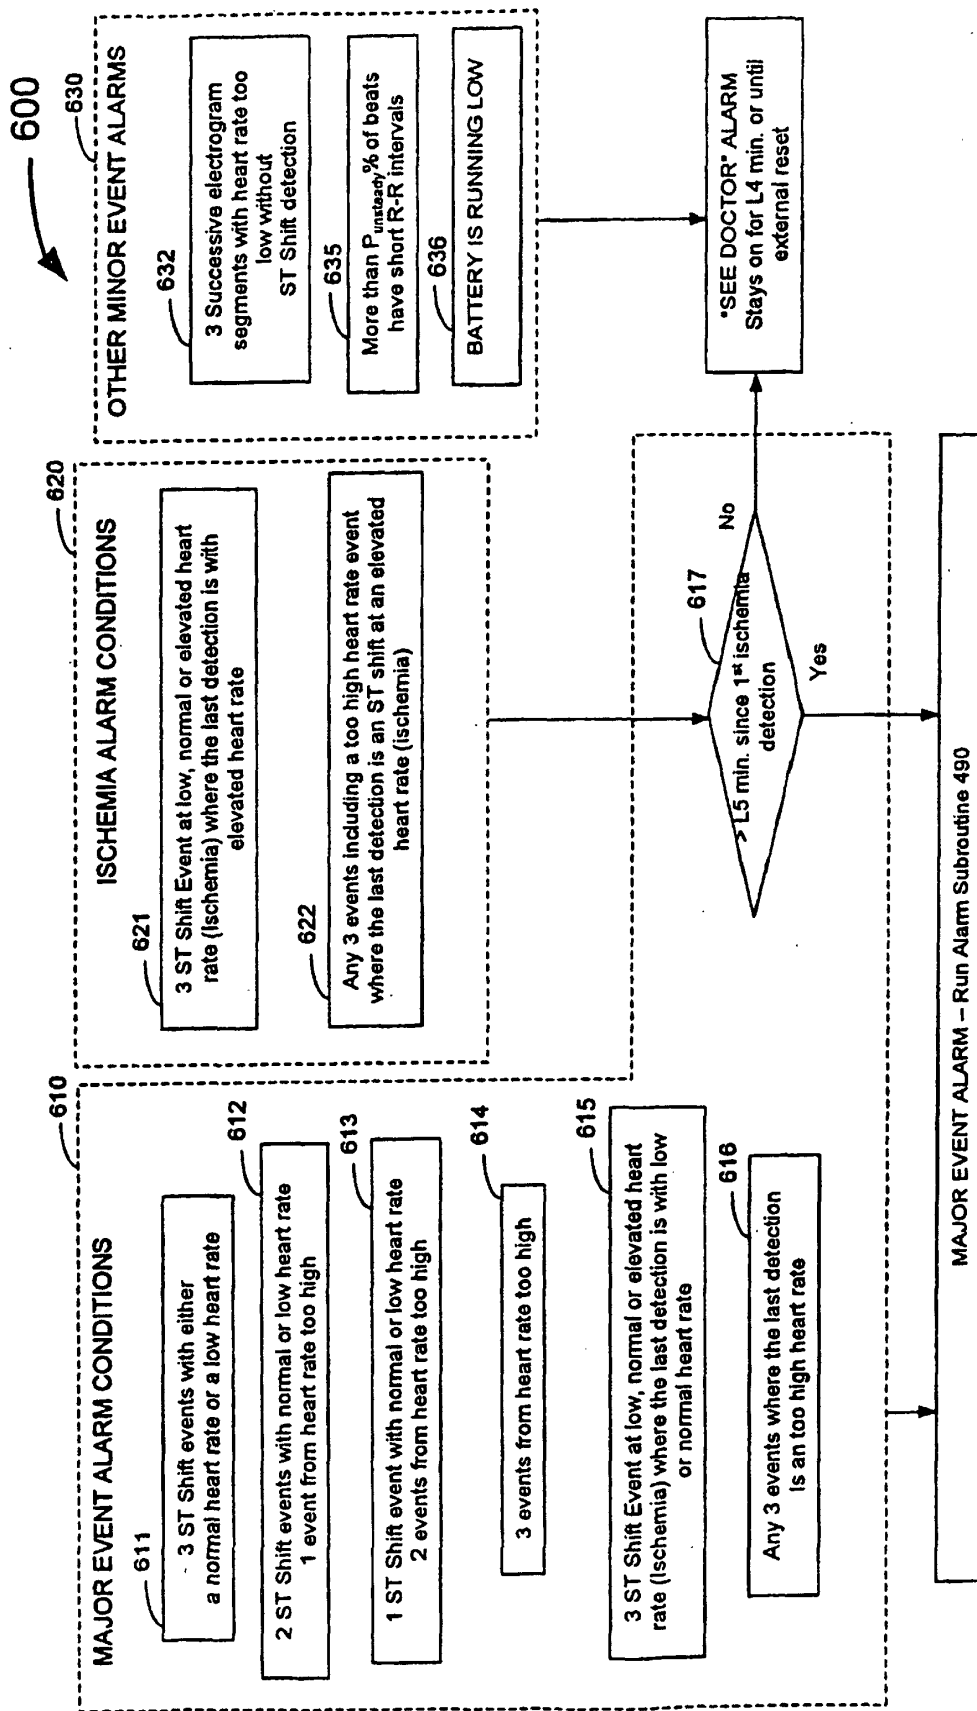 600
610
MAJOR EVENT ALARM CONDITIONS
611
3 ST Shift events with either
a normal heart rate or a low heart rate
612
2 ST Shift events with normal or low heart rate
1 event from heart rate too high
613
1 ST Shift event with normal or low heart rate
2 events from heart rate too high
614
3 events from heart rate too high
615
3 ST Shift Event at low, normal or elevated heart
rate (Ischemia) where the last detection is with low
or normal heart rate
616
Any 3 events where the last detection
is an too high heart rate
620
ISCHEMIA ALARM CONDITIONS
621
3 ST Shift Event at low, normal or elevated heart
rate (Ischemia) where the last detection is with
elevated heart rate
622
Any 3 events including a too high heart rate event
where the last detection is an ST shift at an elevated
heart rate (ischemia)
617
> L5 min. since 1st ischemia
detection
No
Yes
630
OTHER MINOR EVENT ALARMS
632
3 Successive electrogram
segments with heart rate too
low without
ST Shift detection
635
More than Punsteady% of beats
have short R-R intervals
636
BATTERY IS RUNNING LOW
"SEE DOCTOR" ALARM
Stays on for L4 min. or until
external reset
MAJOR EVENT ALARM – Run Alarm Subroutine 490